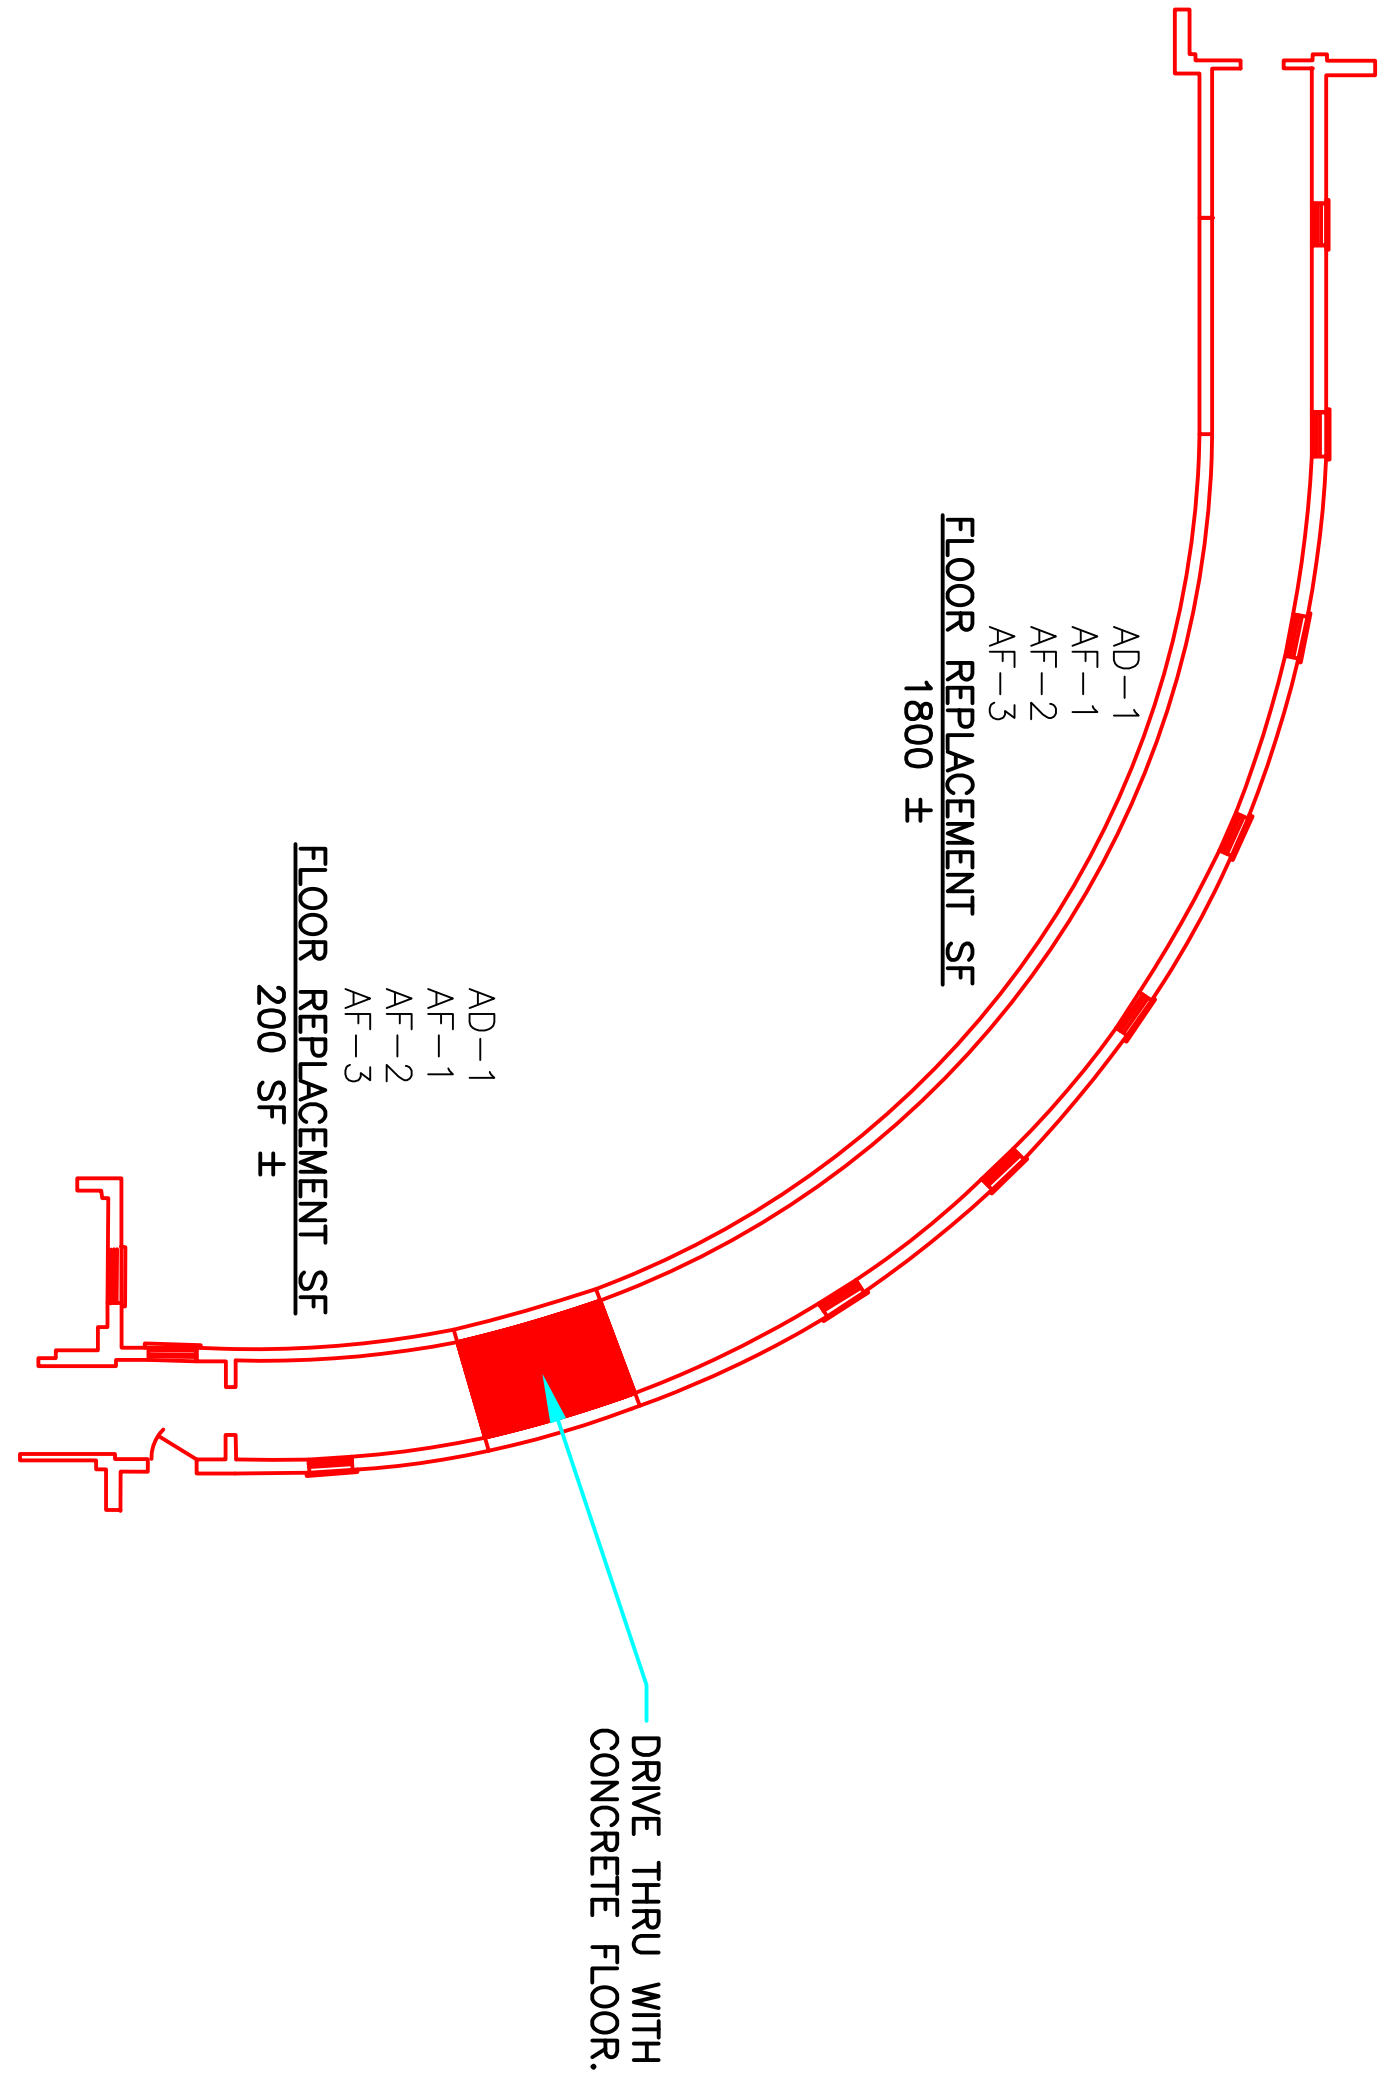 AD-1
AF-1
AF-2
AF-3
FLOOR REPLACEMENT SF
1800 ±
AD-1
AF-1
AF-2
AF-3
FLOOR REPLACEMENT SF
200 SF ±
DRIVE THRU WITH
CONCRETE FLOOR.